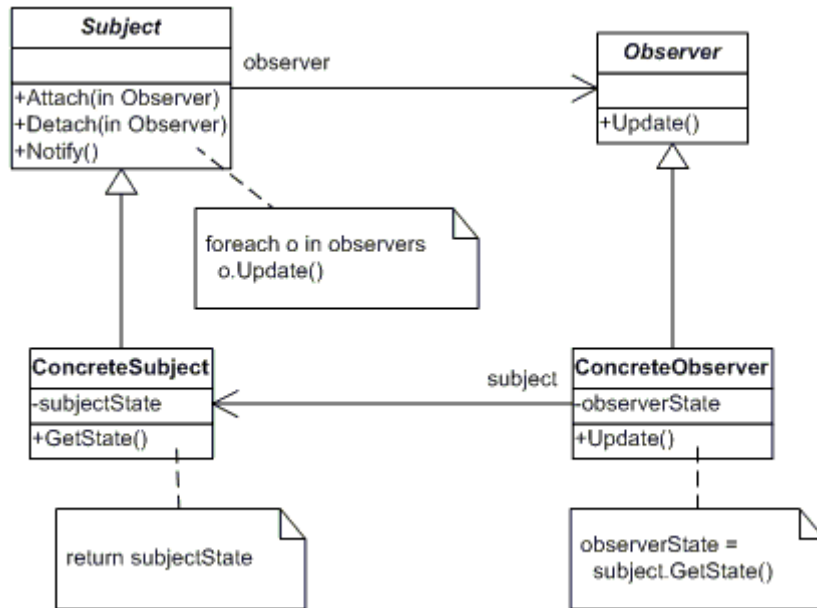 Subject
observer
Observer
+Attach(in Observer)
+Detach(in Observer)
+Notify()
+Update()
foreach o in observers
o.Update()
ConcreteSubject
-subjectState
+GetState()
subject
ConcreteObserver
-observerState
+Update()
return subjectState
observerState =
subject.GetState()